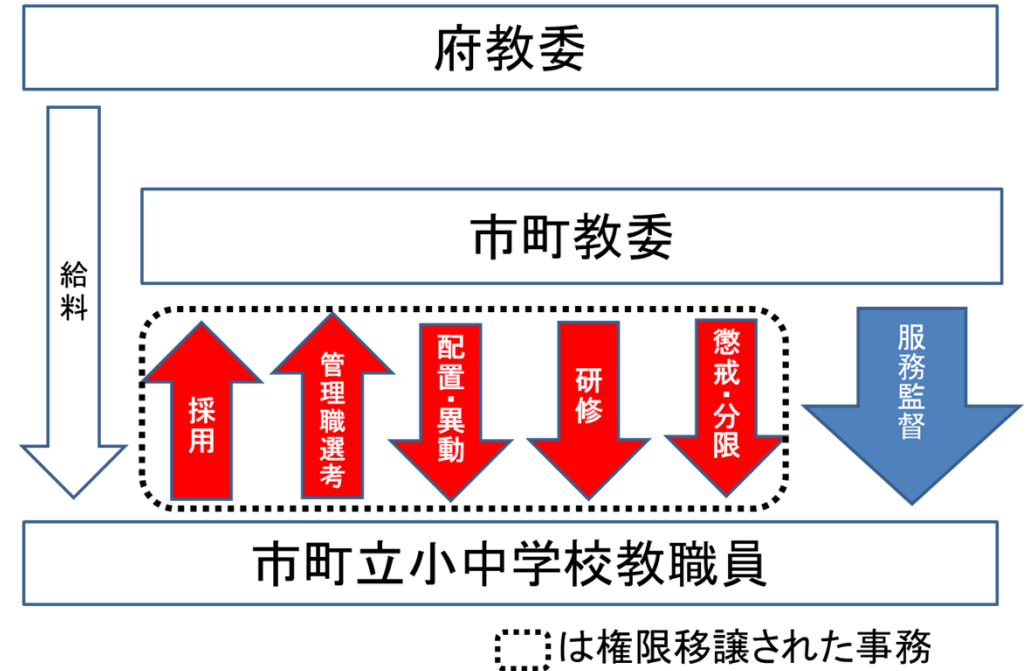 府教委
市町教委
給料
採用
管理職選考
配置・異動
研修
懲戒・分限
服務監督
市町立小中学校教職員
は権限移譲された事務